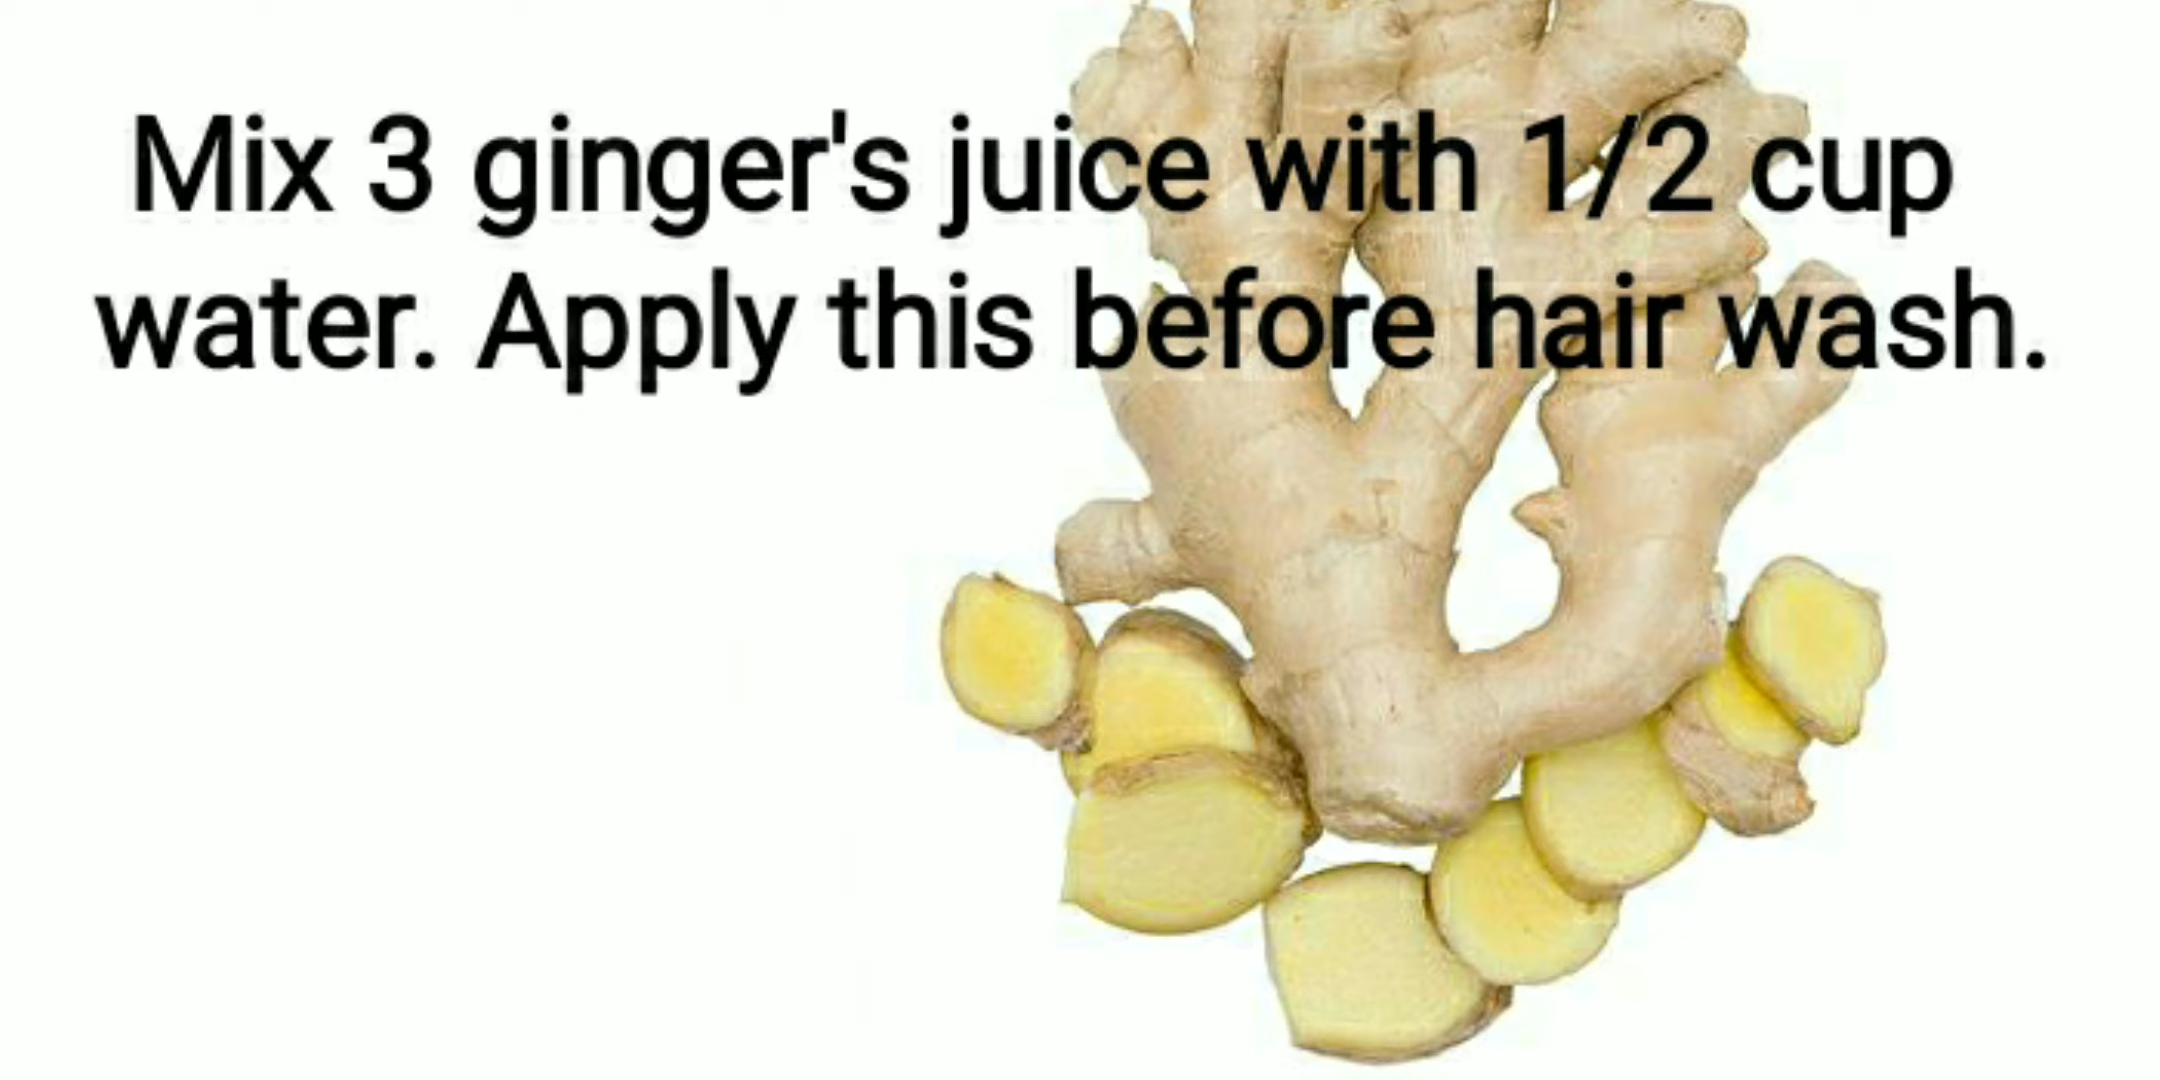 Mix 3 ginger's juice with 1/2 cup
water. Apply this before hair wash.